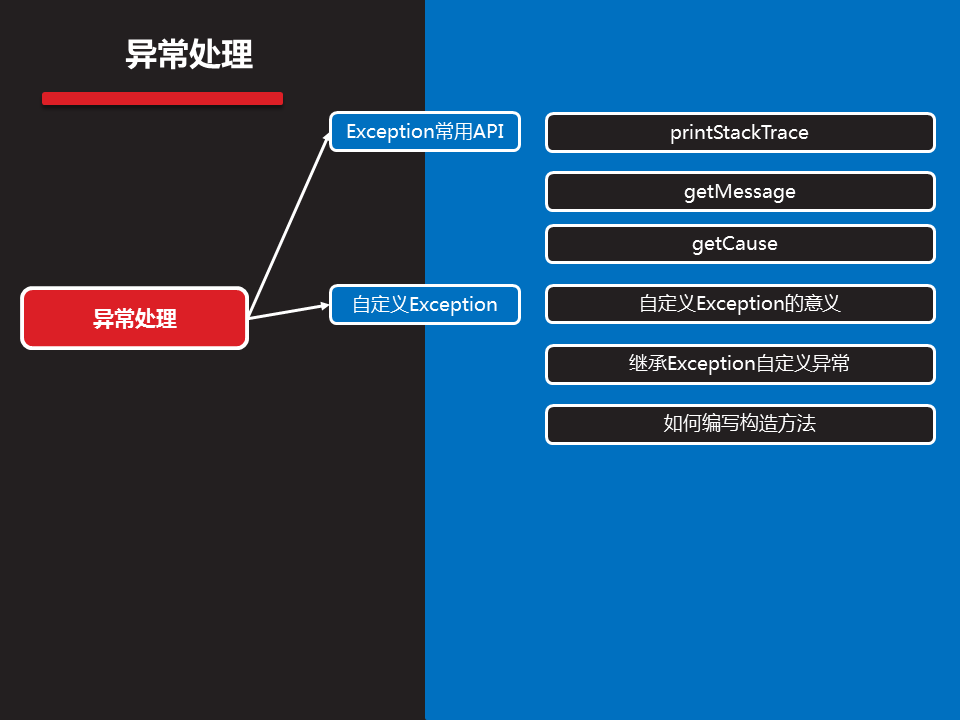 异常处理
Exception常用API
printStackTrace
getMessage
getCause
异常处理
自定义Exception
自定义Exception的意义
继承Exception自定义异常
如何编写构造方法